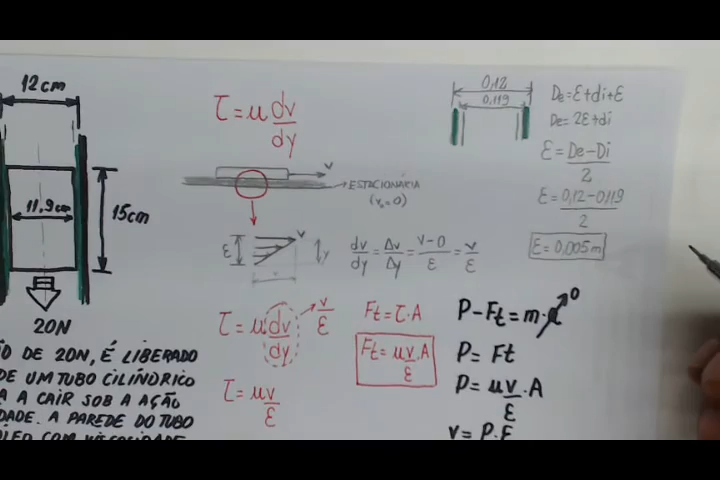 12cm
11,9cm
15cm
20N
ÃO DE 20N, É LIBERADO
DE UM TUBO CILÍNDRICO
A A CAIR SOB A AÇÃO
DADE. A PAREDE DO TUBO
ÓLEO COM VISCOSIDADE
τ = μ dv/dy
v
ESTACIONÁRIA
(v₀=0)
ε
v
y
dv/dy = Δv/Δy = v-0/ε = v/ε
τ = μ dv/dy
v/ε
τ = μv/ε
Ft = τ.A
Ft = μv.A/ε
0,12
0,119
De = ε+di+ε
De = 2ε+di
ε = De-Di/2
ε = 0,12-0,119/2
ε = 0,005m
P-Ft = m.a 0
P = Ft
P = μv/ε .A
v = P.ε